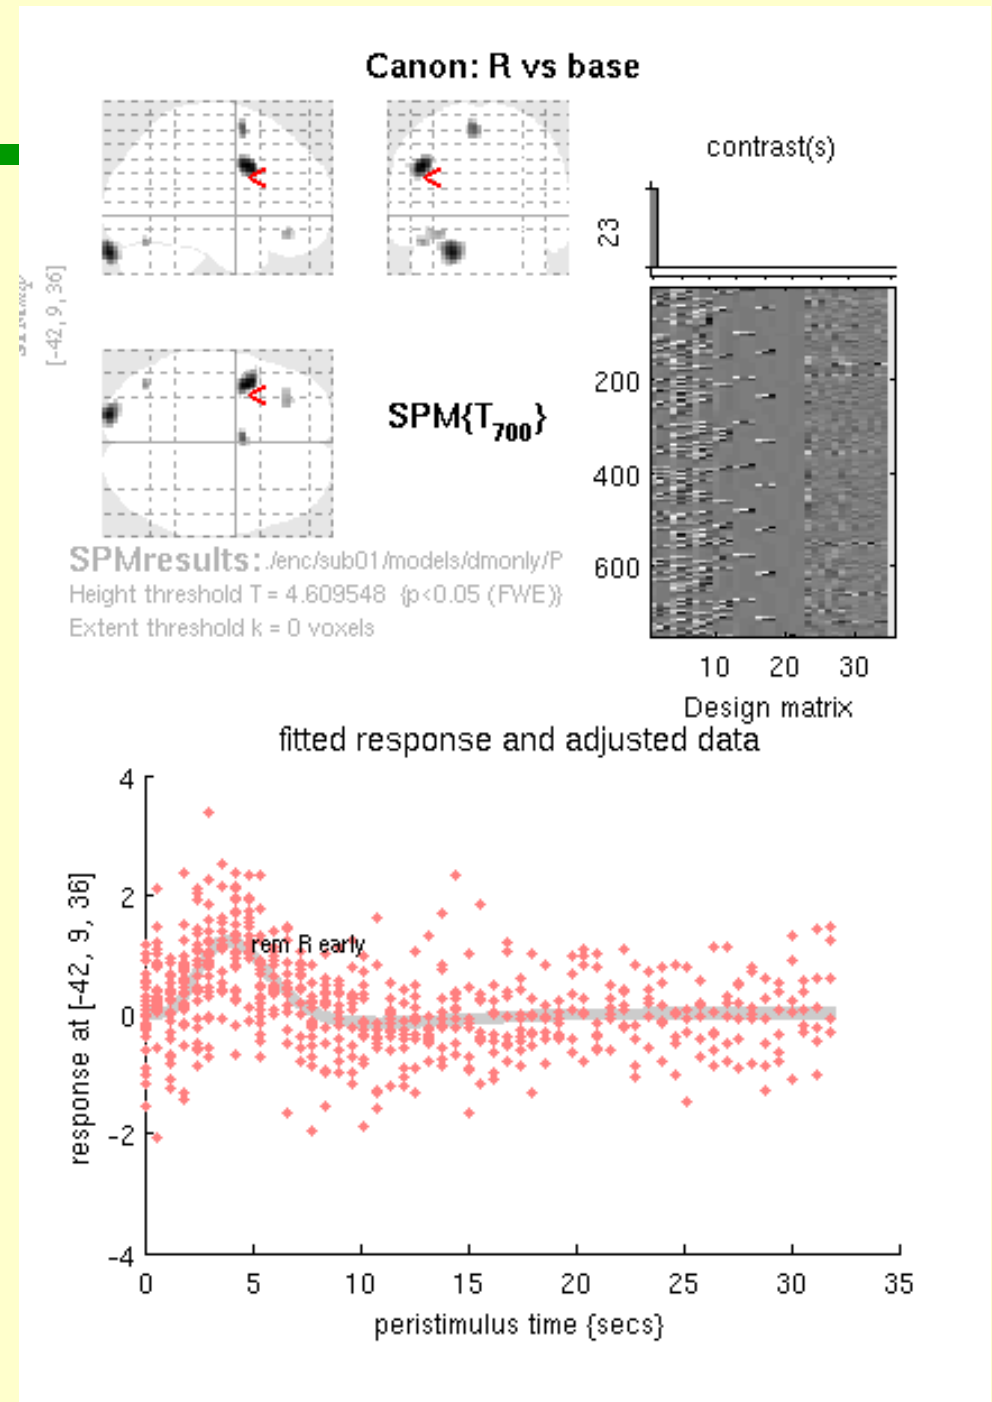 Canon: R vs base
contrast(s)
23
[-42, 9, 36]
SPM{T700}
200
400
600
10 20 30
Design matrix
SPMresults: ./enc/sub01/models/dmonly/P
Height threshold T = 4.609548 {p<0.05 (FWE)}
Extent threshold k = 0 voxels
fitted response and adjusted data
4
2
0
-2
-4
response at [-42, 9, 36]
rem R early
0 5 10 15 20 25 30 35
peristimulus time {secs}